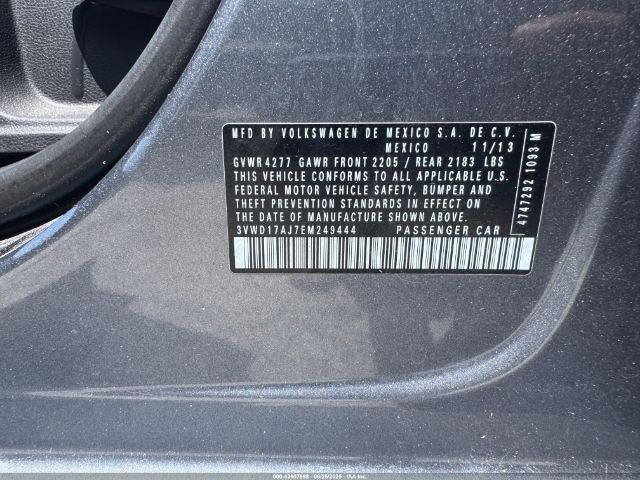 MFD BY VOLKSWAGEN DE MEXICO S.A. DE C.V.
MEXICO 11/13
GVWR 4277 GAWR FRONT 2205 / REAR 2183 LBS
THIS VEHICLE CONFORMS TO ALL APPLICABLE U.S.
FEDERAL MOTOR VEHICLE SAFETY, BUMPER AND
THEFT PREVENTION STANDARDS IN EFFECT ON
THE DATE OF MANUFACTURE SHOWN ABOVE.
3VWD17AJ7EM249444 PASSENGER CAR
4747292 1093 M